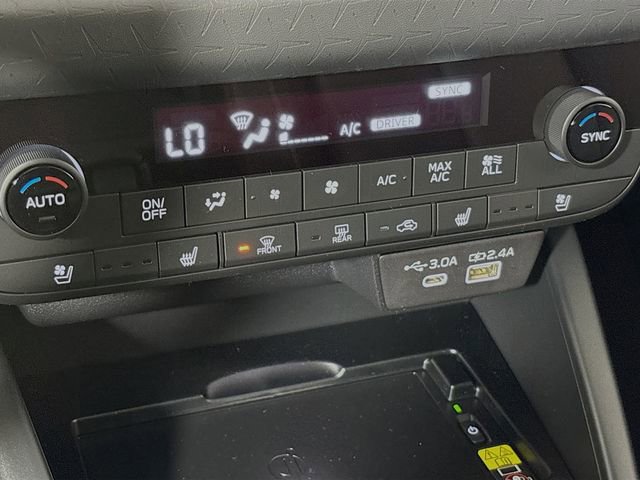 SYNC
LO
A/C
DRIVER
AUTO
ON/
OFF
A/C
MAX
A/C
ALL
SYNC
FRONT
REAR
3.0A
2.4A